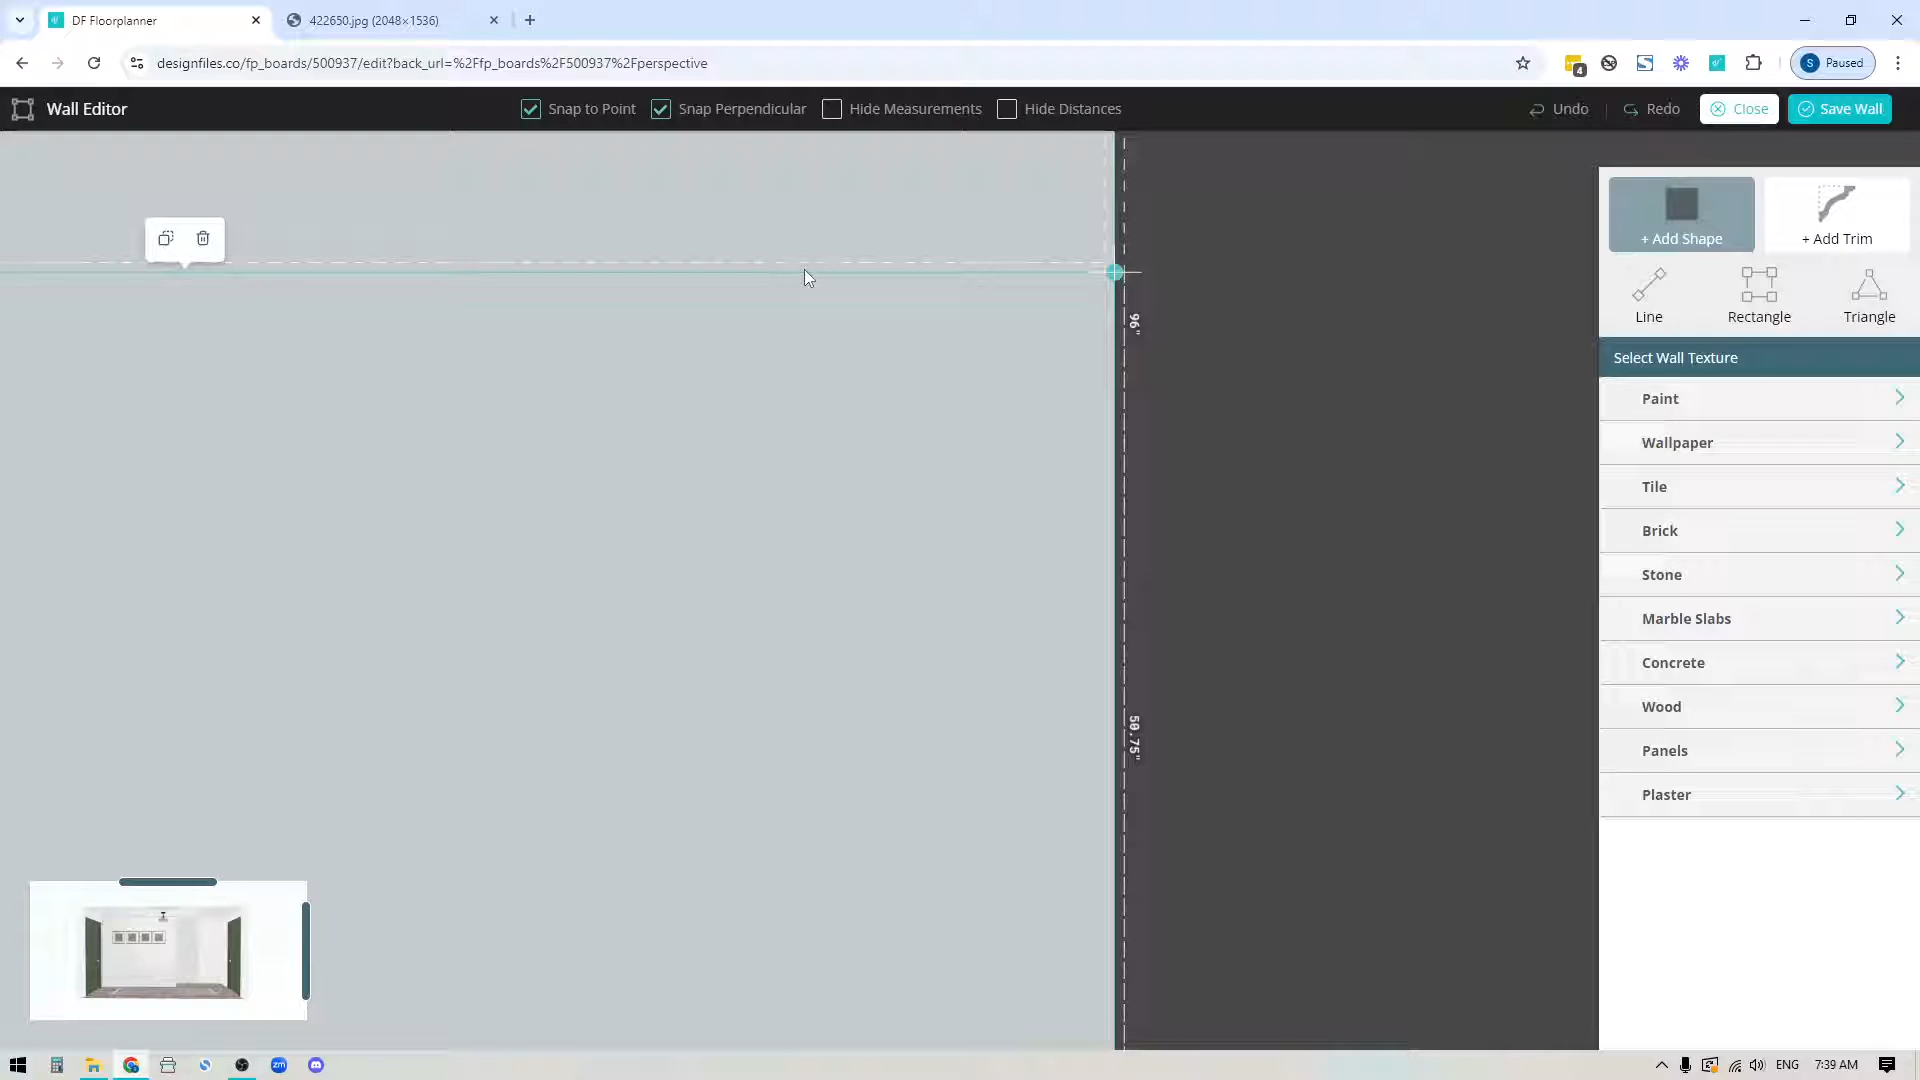 DF Floorplanner
422650.jpg (2048×1536)
designfiles.co/fp_boards/500937/edit?back_url=%2Ffp_boards%2F500937%2Fperspective
4
S Paused
Wall Editor
Snap to Point
Snap Perpendicular
Hide Measurements
Hide Distances
Undo
Redo
Close
Save Wall
+ Add Shape
+ Add Trim
Line
Rectangle
Triangle
Select Wall Texture
Paint
Wallpaper
Tile
Brick
Stone
Marble Slabs
Concrete
Wood
Panels
Plaster
96"
50.75"
zm
ENG
7:39 AM